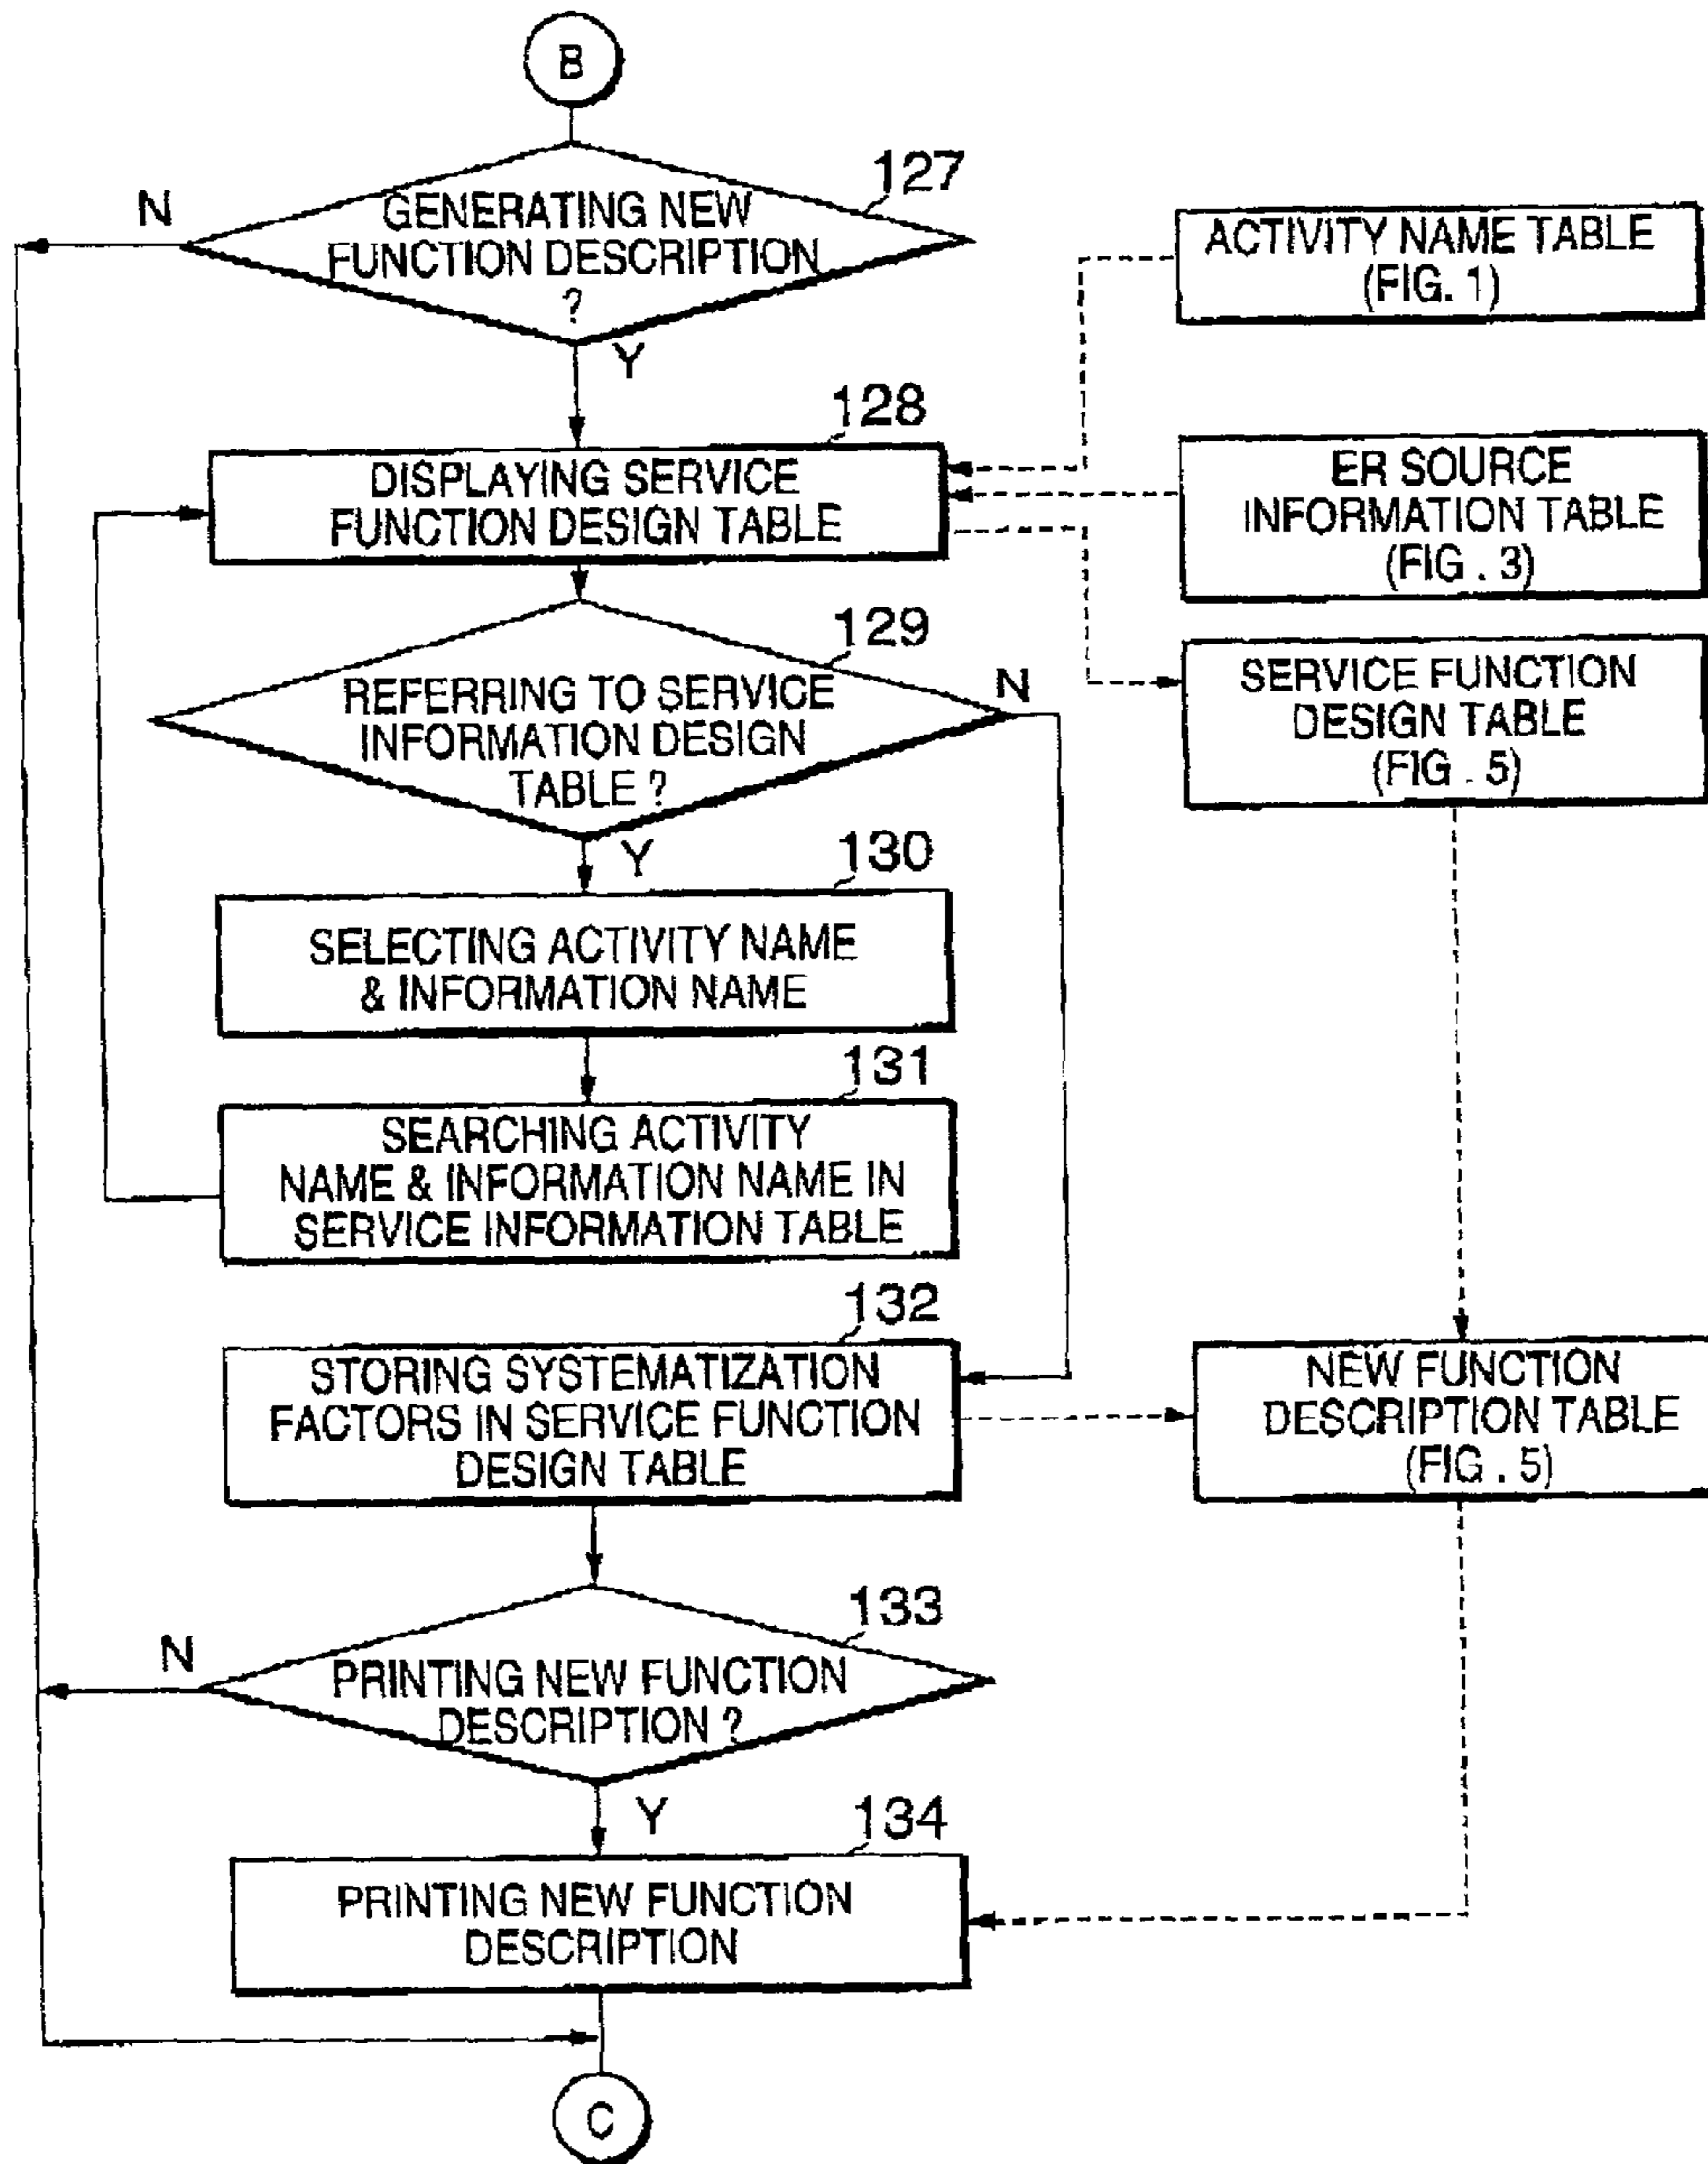 B
127
N
GENERATING NEW
FUNCTION DESCRIPTION
?
Y
ACTIVITY NAME TABLE
(FIG. 1)
128
DISPLAYING SERVICE
FUNCTION DESIGN TABLE
ER SOURCE
INFORMATION TABLE
(FIG . 3)
129
REFERRING TO SERVICE
INFORMATION DESIGN
TABLE ?
N
Y
SERVICE FUNCTION
DESIGN TABLE
(FIG . 5)
130
SELECTING ACTIVITY NAME
& INFORMATION NAME
131
SEARCHING ACTIVITY
NAME & INFORMATION NAME IN
SERVICE INFORMATION TABLE
132
STORING SYSTEMATIZATION
FACTORS IN SERVICE FUNCTION
DESIGN TABLE
NEW FUNCTION
DESCRIPTION TABLE
(FIG . 5)
133
N
PRINTING NEW FUNCTION
DESCRIPTION ?
Y
134
PRINTING NEW FUNCTION
DESCRIPTION
C